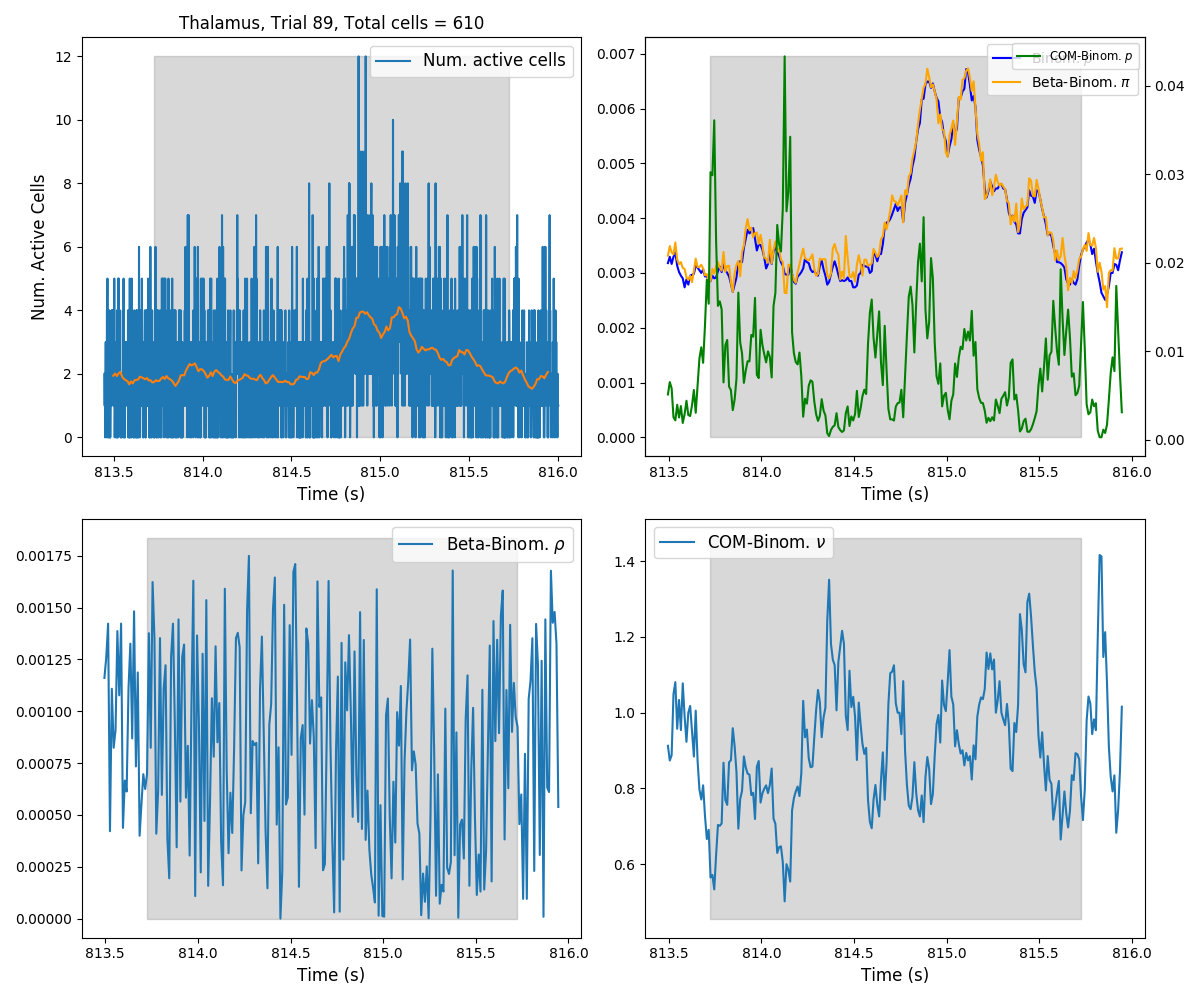 Thalamus, Trial 89, Total cells = 610
Num. active cells
Num. Active Cells
12
10
8
6
4
2
0
813.5 814.0 814.5 815.0 815.5 816.0
Time (s)
COM-Binom. p
Beta-Binom. π
0.007
0.006
0.005
0.004
0.003
0.002
0.001
0.000
0.04
0.03
0.02
0.01
0.00
813.5 814.0 814.5 815.0 815.5 816.0
Time (s)
Beta-Binom. ρ
0.00175
0.00150
0.00125
0.00100
0.00075
0.00050
0.00025
0.00000
813.5 814.0 814.5 815.0 815.5 816.0
Time (s)
COM-Binom. ν
1.4
1.2
1.0
0.8
0.6
813.5 814.0 814.5 815.0 815.5 816.0
Time (s)